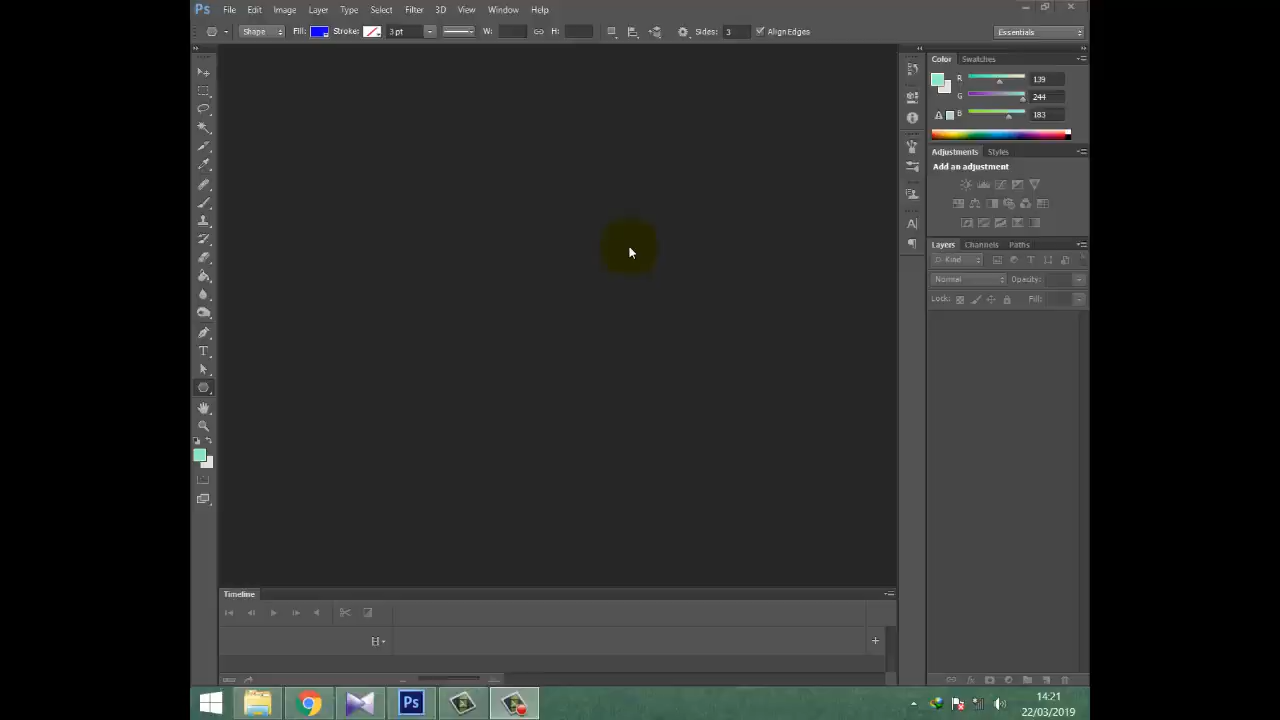 Ps File Edit Image Layer Type Select Filter 3D View Window Help
Shape Fill: Stroke: 3 pt W: H: Sides: 3 Align Edges Essentials
Color Swatches
R 139
G 244
B 183
Adjustments Styles
Add an adjustment
Layers Channels Paths
Kind
Normal Opacity:
Lock: Fill:
Timeline
Ps
14:21
22/03/2019